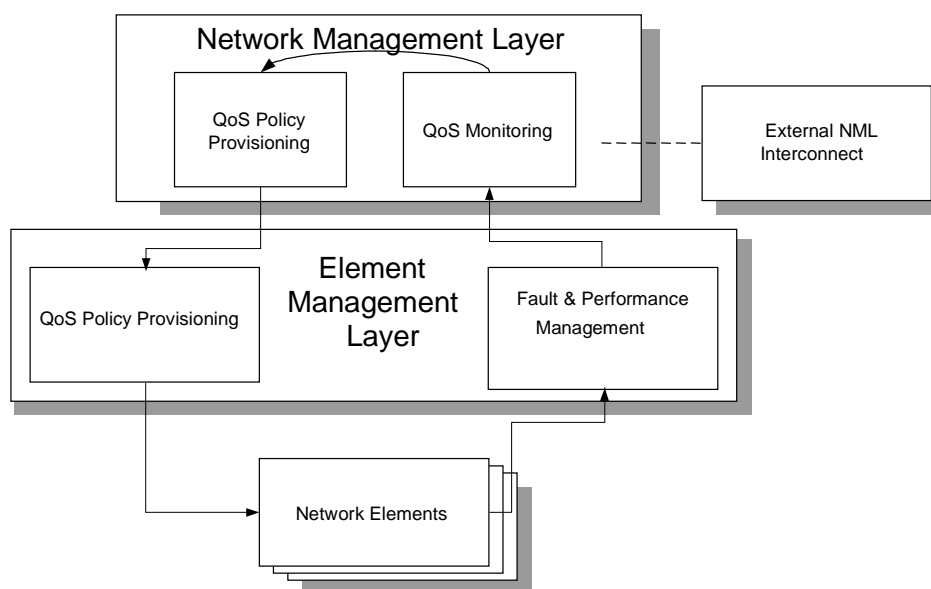 Network Management Layer
QoS Policy
Provisioning
QoS Monitoring
External NML
Interconnect
Element
Management
Layer
QoS Policy Provisioning
Fault & Performance
Management
Network Elements